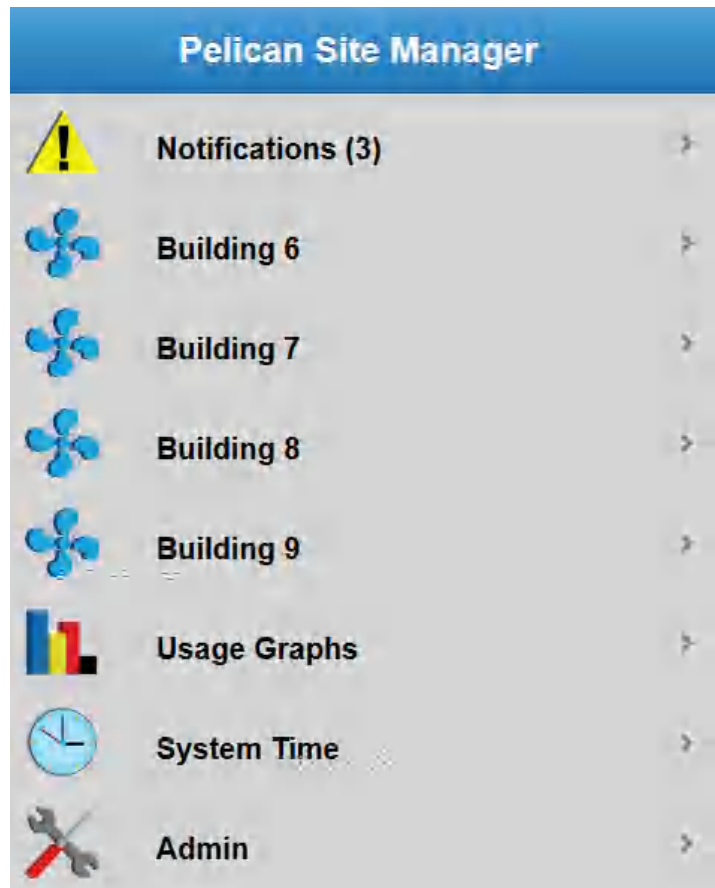 Pelican Site Manager
Notifications (3)
Building 6
Building 7
Building 8
Building 9
Usage Graphs
System Time
Admin